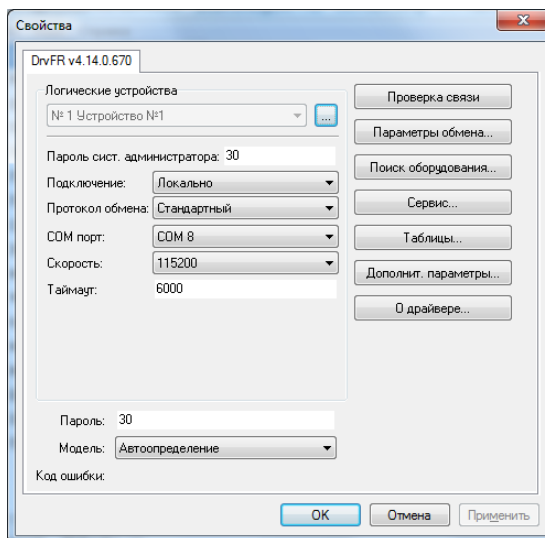 Свойства
DrvFR v4.14.0.670
Логические устройства
№ 1 Устройство №1
...
Пароль сист. администратора: 30
Подключение: Локально
Протокол обмена: Стандартный
COM порт: COM 8
Скорость: 115200
Таймаут: 6000
Проверка связи
Параметры обмена...
Поиск оборудования...
Сервис...
Таблицы...
Дополнит. параметры...
О драйвере...
Пароль: 30
Модель: Автоопределение
Код ошибки:
OK Отмена Применить